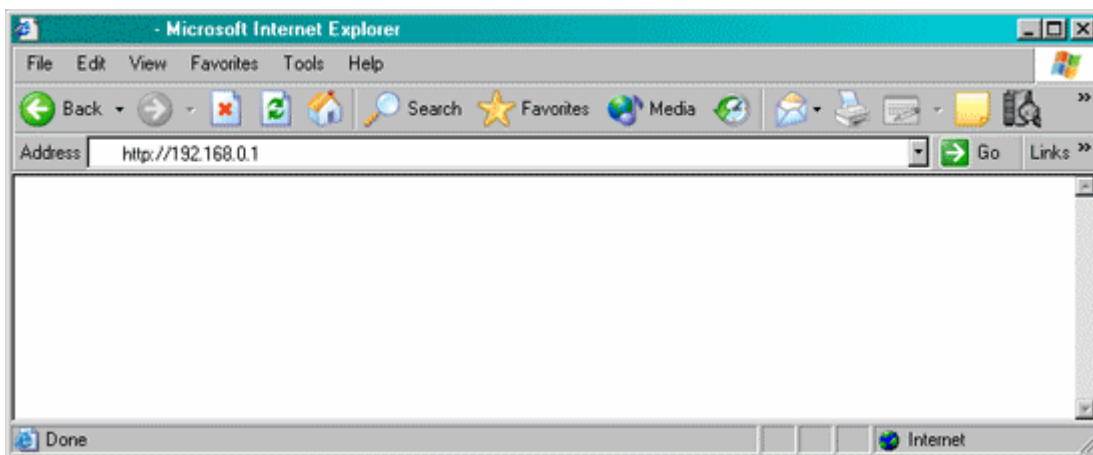 - Microsoft Internet Explorer
File Edit View Favorites Tools Help
Back Search Favorites Media »
Address http://192.168.0.1 Go Links »
Done Internet